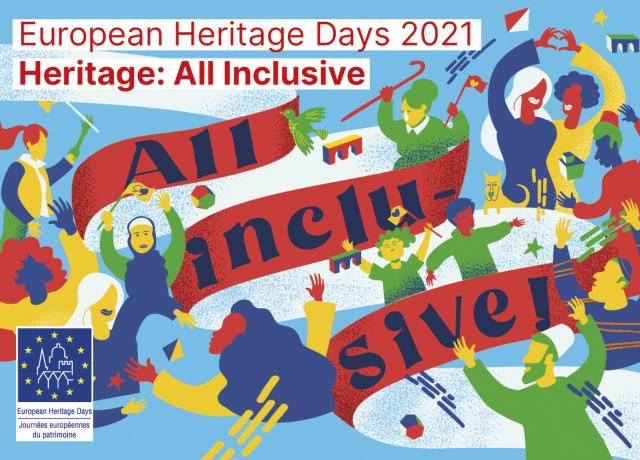 European Heritage Days 2021
Heritage: All Inclusive
All
inclu-
sive!
European Heritage Days
Journées européennes
du patrimoine